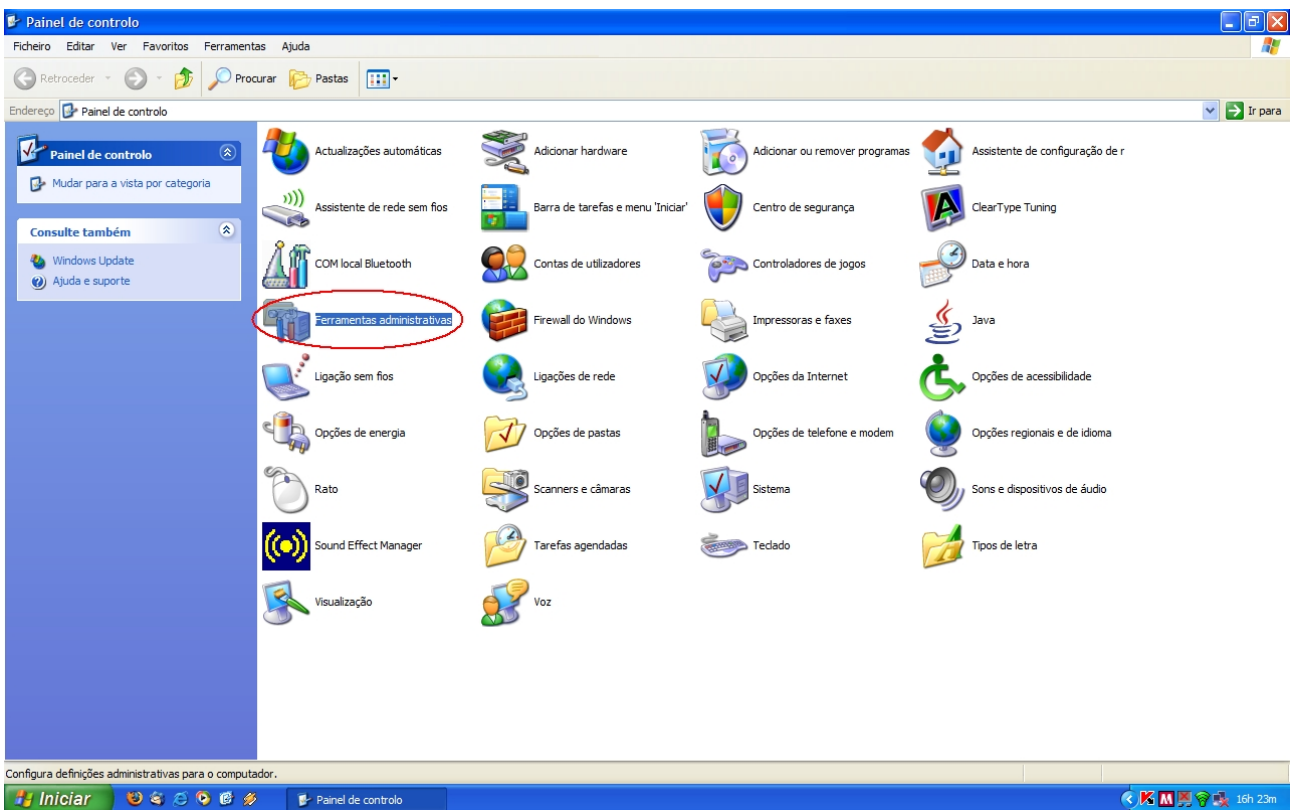 Painel de controlo
Ficheiro Editar Ver Favoritos Ferramentas Ajuda
Retroceder Procurar Pastas
Endereço Painel de controlo Ir para
Painel de controlo
Mudar para a vista por categoria
Consulte também
Windows Update
Ajuda e suporte
Actualizações automáticas
Adicionar hardware
Adicionar ou remover programas
Assistente de configuração de r
Assistente de rede sem fios
Barra de tarefas e menu 'Iniciar'
Centro de segurança
ClearType Tuning
COM local Bluetooth
Contas de utilizadores
Controladores de jogos
Data e hora
Ferramentas administrativas
Firewall do Windows
Impressoras e faxes
Java
Ligação sem fios
Ligações de rede
Opções da Internet
Opções de acessibilidade
Opções de energia
Opções de pastas
Opções de telefone e modem
Opções regionais e de idioma
Rato
Scanners e câmaras
Sistema
Sons e dispositivos de áudio
Sound Effect Manager
Tarefas agendadas
Teclado
Tipos de letra
Visualização
Voz
Configura definições administrativas para o computador.
Iniciar Painel de controlo 16h 23m